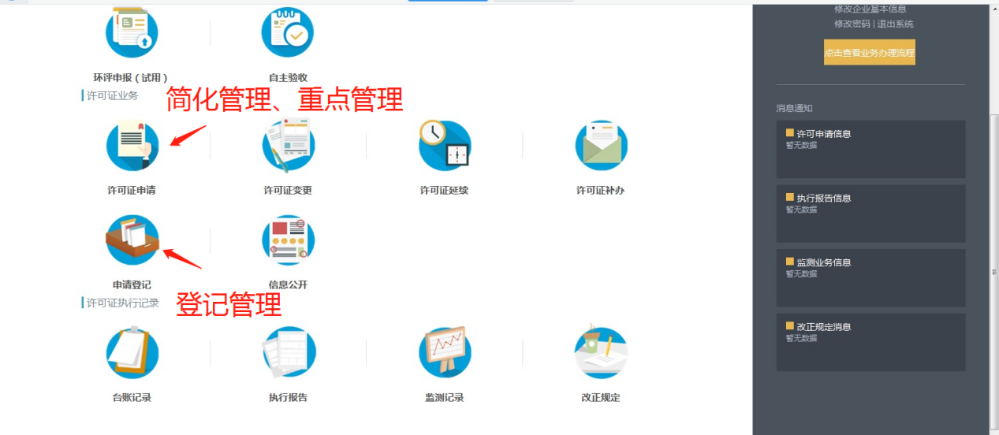 环评申报（试用）
自主验收
许可证业务
简化管理、重点管理
许可证申请
许可证变更
许可证延续
许可证补办
申请登记
信息公开
许可证执行记录
登记管理
台账记录
执行报告
监测记录
改正规定
修改企业基本信息
修改密码 | 退出系统
点击查看业务办理流程
消息通知
许可申请信息
暂无数据
执行报告信息
暂无数据
监测业务信息
暂无数据
改正规定消息
暂无数据